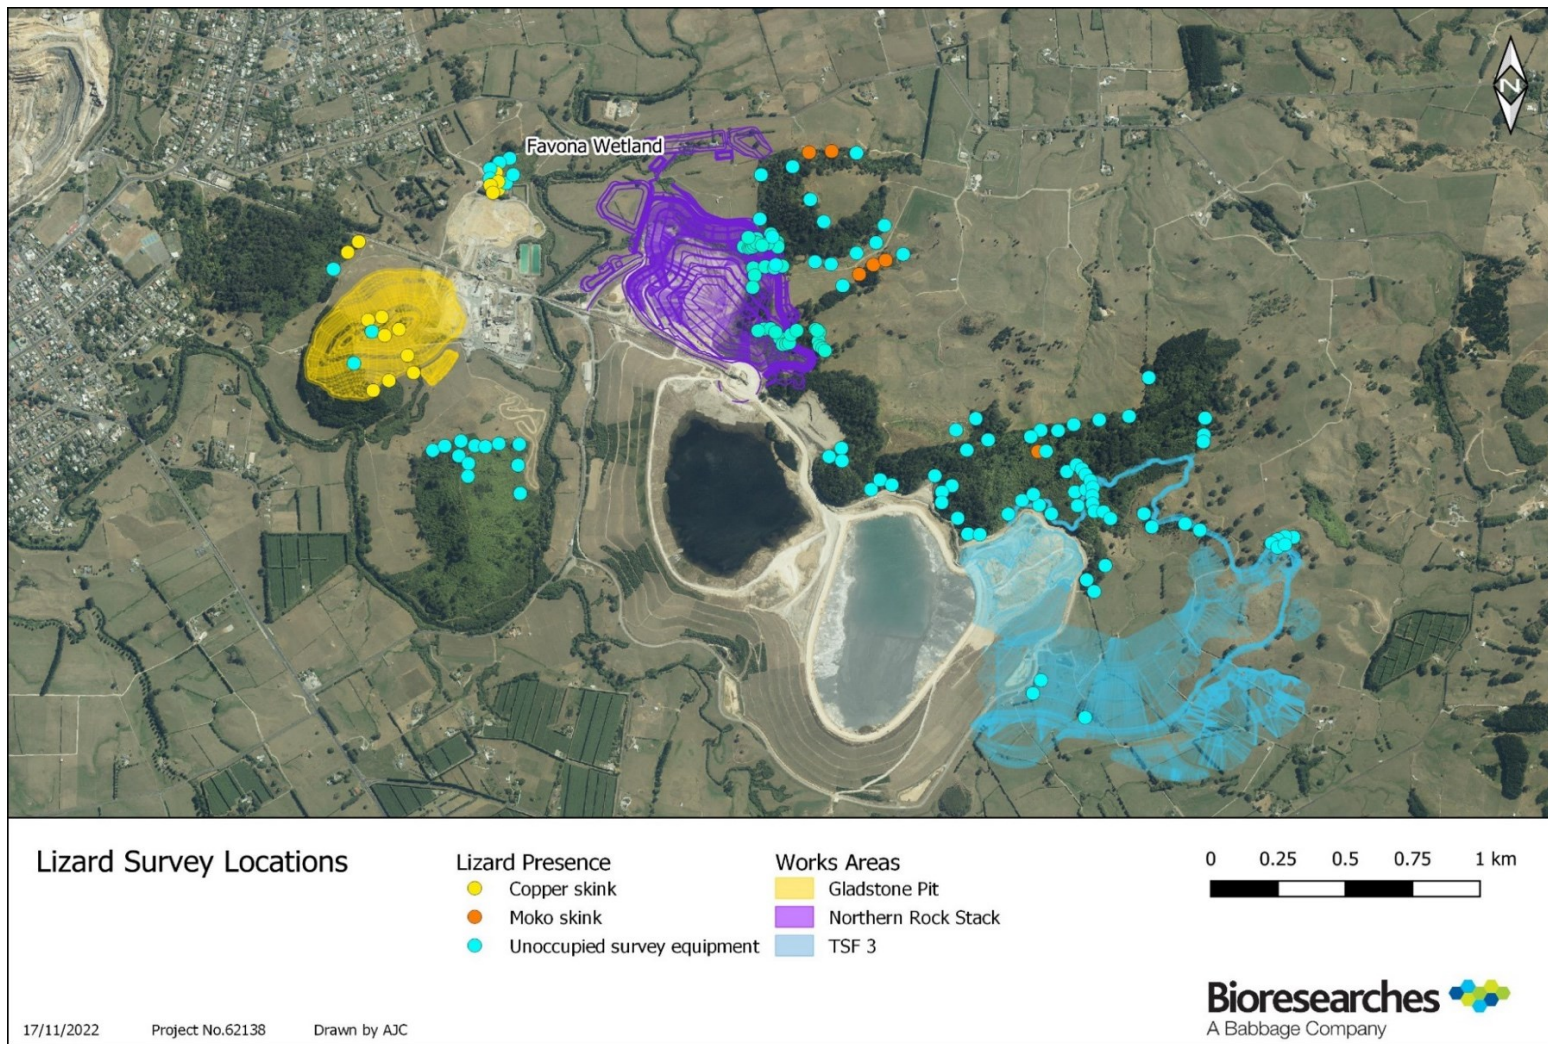 N
Favona Wetland
Lizard Survey Locations
Lizard Presence
Copper skink
Moko skink
Unoccupied survey equipment
Works Areas
Gladstone Pit
Northern Rock Stack
TSF 3
0 0.25 0.5 0.75 1 km
17/11/2022 Project No.62138 Drawn by AJC
Bioresearches
A Babbage Company